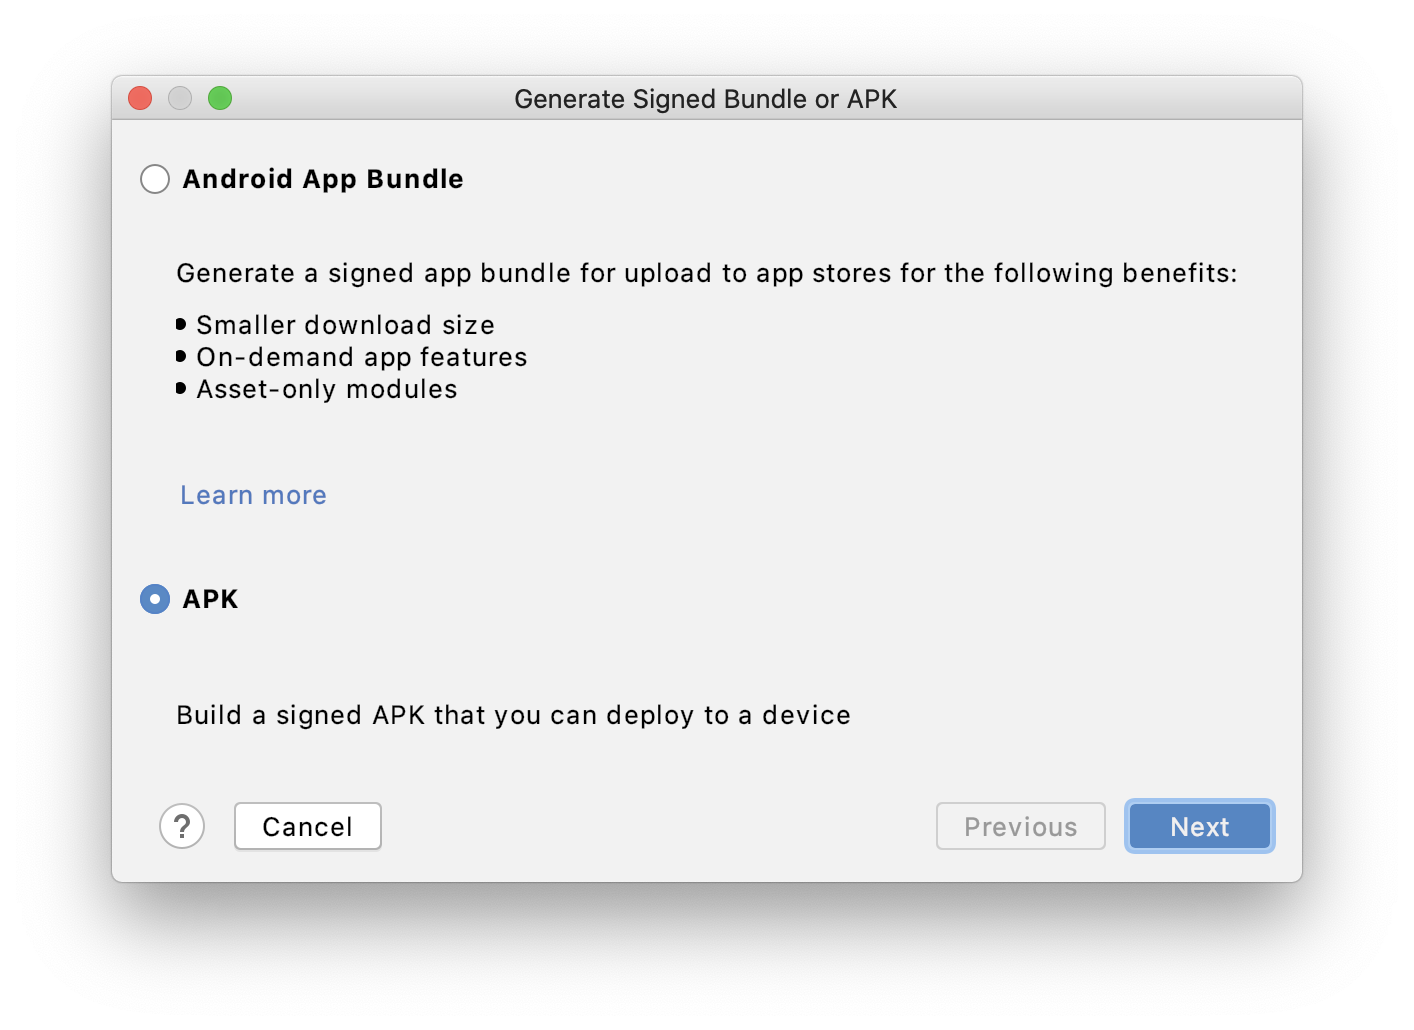 Generate Signed Bundle or APK
Android App Bundle
Generate a signed app bundle for upload to app stores for the following benefits:
• Smaller download size
• On-demand app features
• Asset-only modules
Learn more
APK
Build a signed APK that you can deploy to a device
? Cancel Previous Next